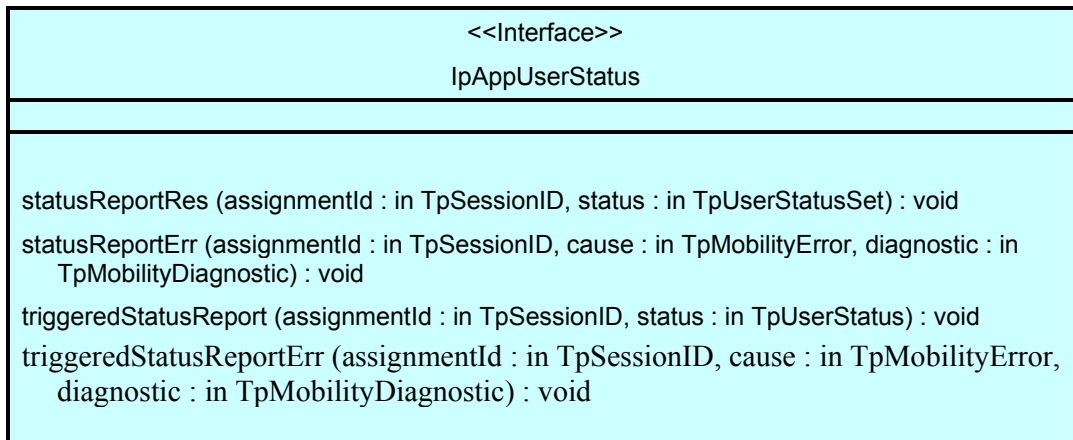 <<Interface>>
IpAppUserStatus
statusReportRes (assignmentId : in TpSessionID, status : in TpUserStatusSet) : void
statusReportErr (assignmentId : in TpSessionID, cause : in TpMobilityError, diagnostic : in
TpMobilityDiagnostic) : void
triggeredStatusReport (assignmentId : in TpSessionID, status : in TpUserStatus) : void
triggeredStatusReportErr (assignmentId : in TpSessionID, cause : in TpMobilityError,
diagnostic : in TpMobilityDiagnostic) : void